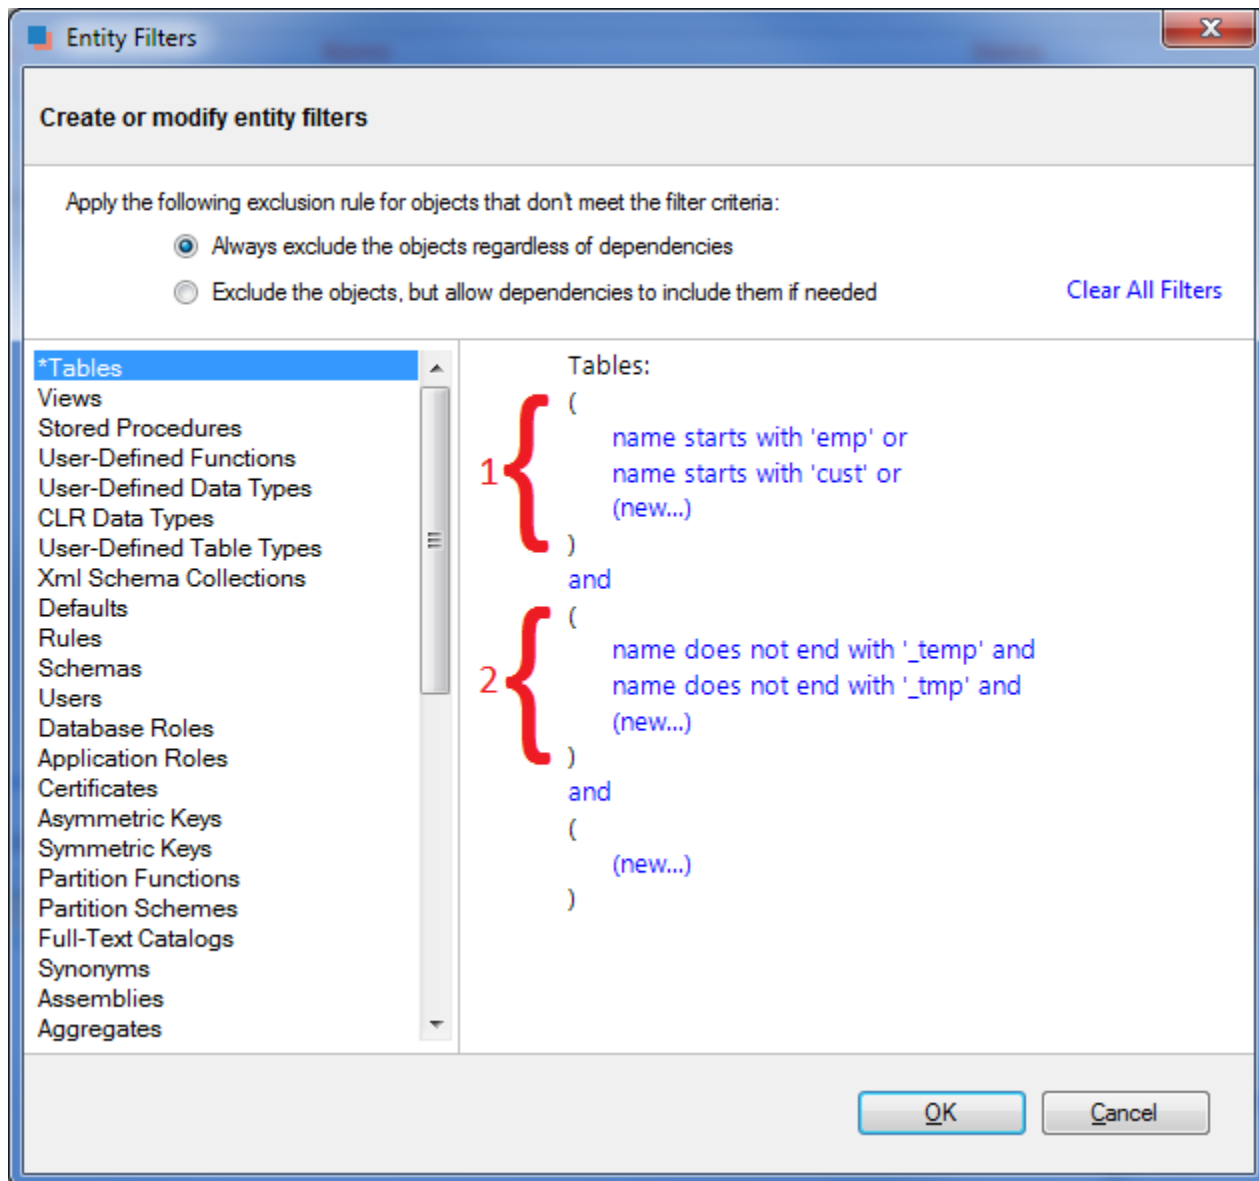 Entity Filters
Create or modify entity filters
Apply the following exclusion rule for objects that don't meet the filter criteria:
Always exclude the objects regardless of dependencies
Exclude the objects, but allow dependencies to include them if needed
Clear All Filters
*Tables
Views
Stored Procedures
User-Defined Functions
User-Defined Data Types
CLR Data Types
User-Defined Table Types
Xml Schema Collections
Defaults
Rules
Schemas
Users
Database Roles
Application Roles
Certificates
Asymmetric Keys
Symmetric Keys
Partition Functions
Partition Schemes
Full-Text Catalogs
Synonyms
Assemblies
Aggregates
Tables:
(
name starts with 'emp' or
1
name starts with 'cust' or
(new...)
)
and
(
name does not end with '_temp' and
2
name does not end with '_tmp' and
(new...)
)
and
(
(new...)
)
OK
Cancel